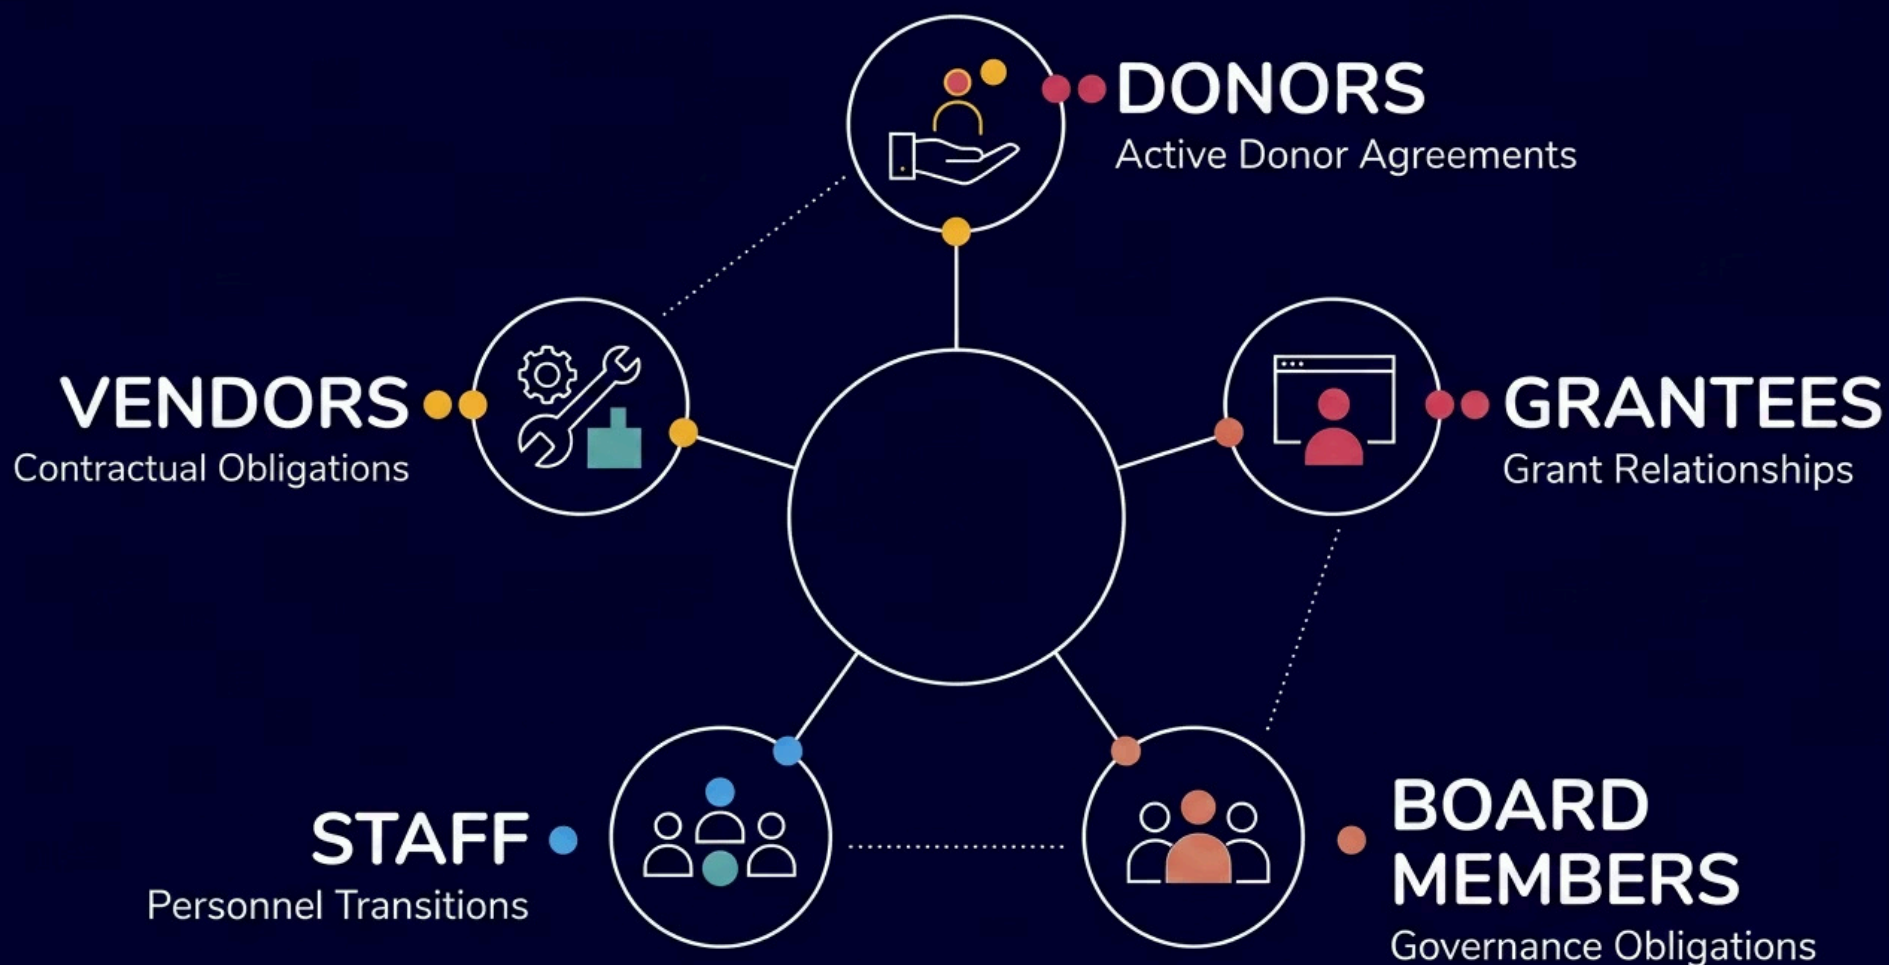 DONORS
Active Donor Agreements
VENDORS
Contractual Obligations
GRANTEES
Grant Relationships
STAFF
Personnel Transitions
BOARD
MEMBERS
Governance Obligations